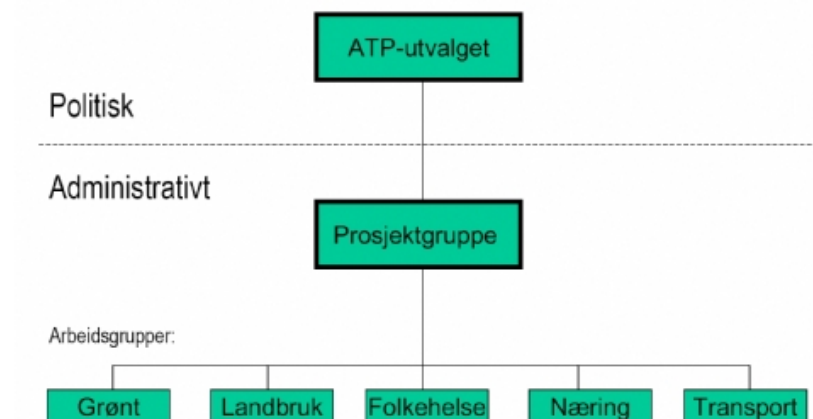 ATP-utvalget
Politisk
Administrativt
Prosjektgruppe
Arbeidsgrupper:
Grønt Landbruk Folkehelse Næring Transport